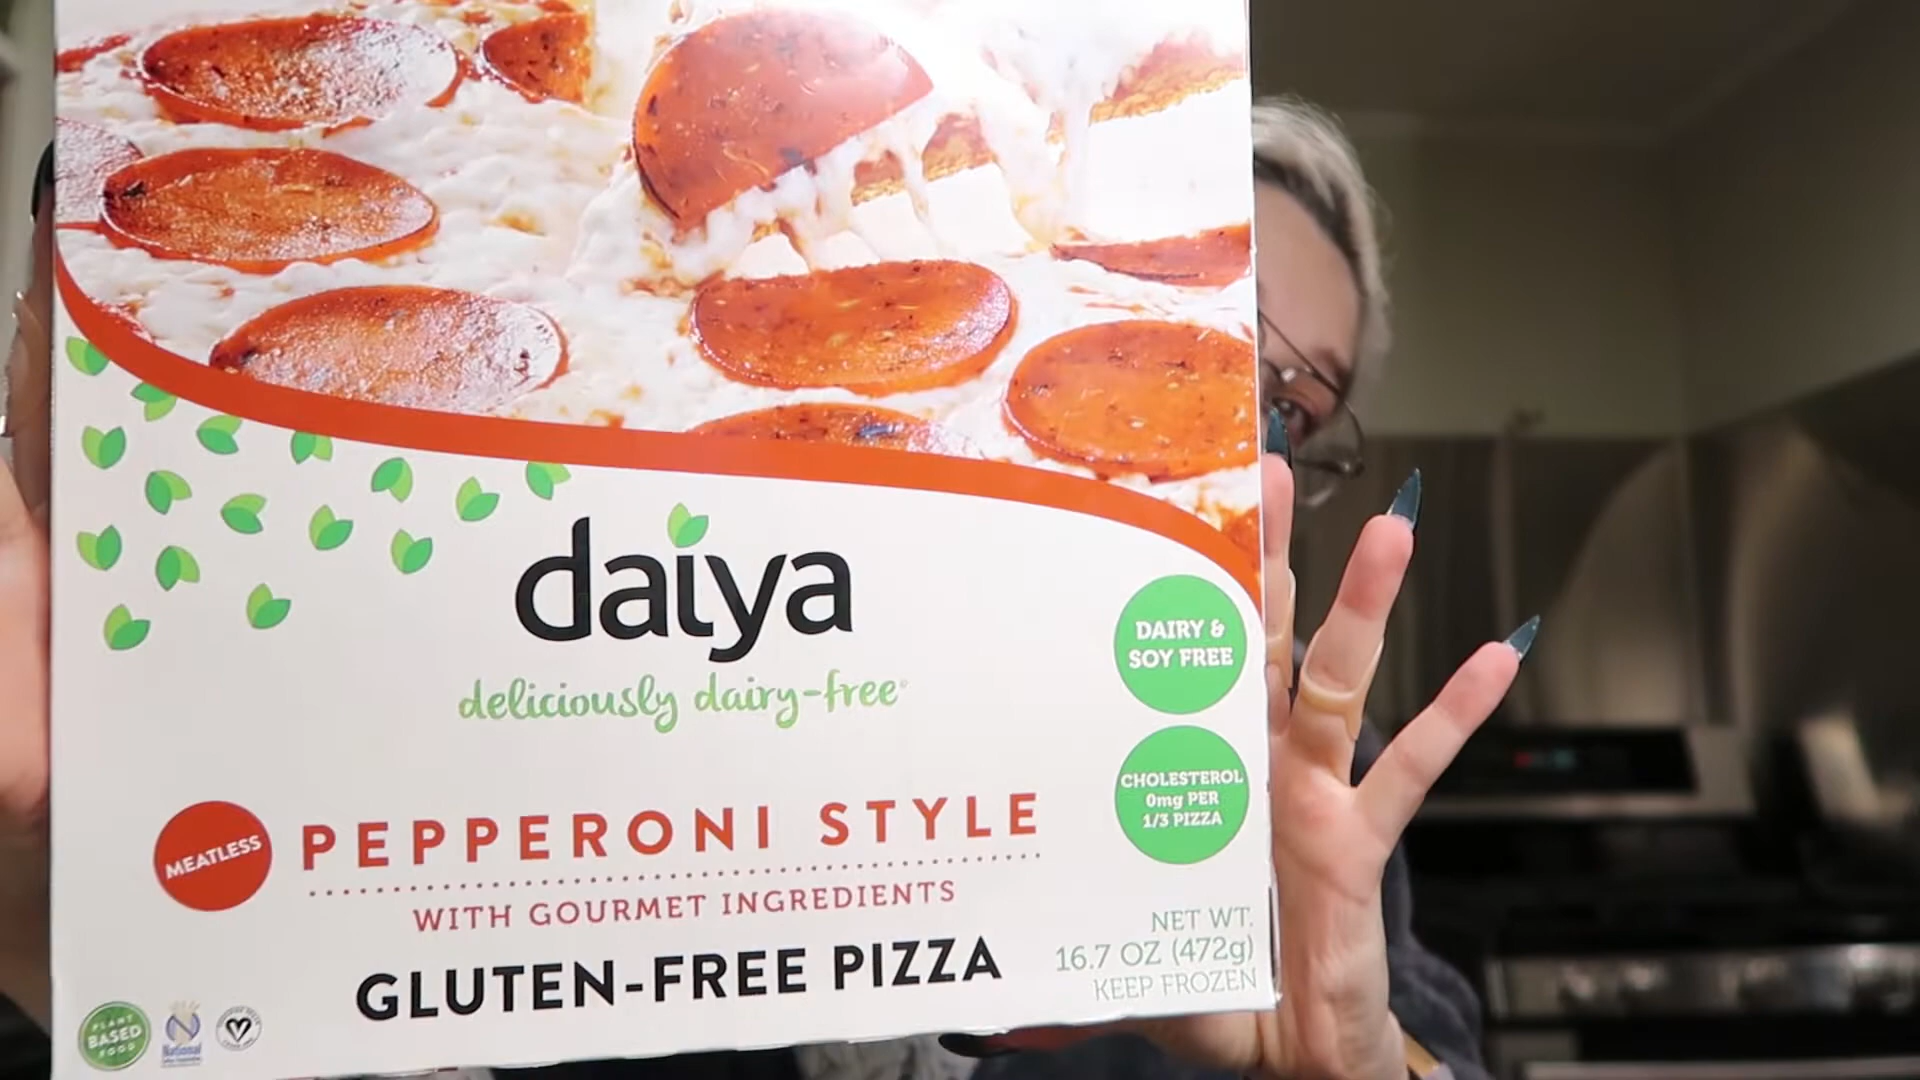 daiya
deliciously dairy-free
DAIRY &
SOY FREE
CHOLESTEROL
0mg PER
1/3 PIZZA
MEATLESS
PEPPERONI STYLE
WITH GOURMET INGREDIENTS
GLUTEN-FREE PIZZA
NET WT.
16.7 OZ (472g)
KEEP FROZEN
PLANT
BASED
FOOD
National